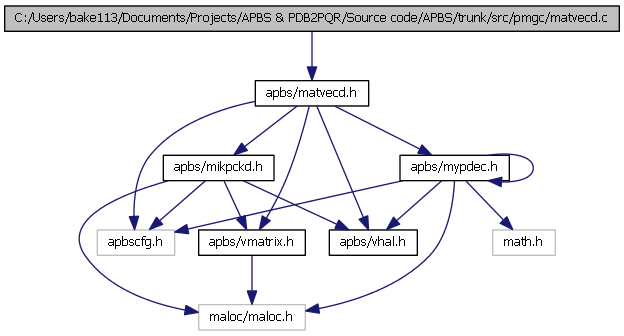 C:/Users/bake113/Documents/Projects/APBS & PDB2PQR/Source code/APBS/trunk/src/pmgc/matvecd.c
apbs/matvecd.h
apbs/mikpckd.h
apbs/mypdec.h
apbscfg.h
apbs/vmatrix.h
apbs/vhal.h
math.h
maloc/maloc.h